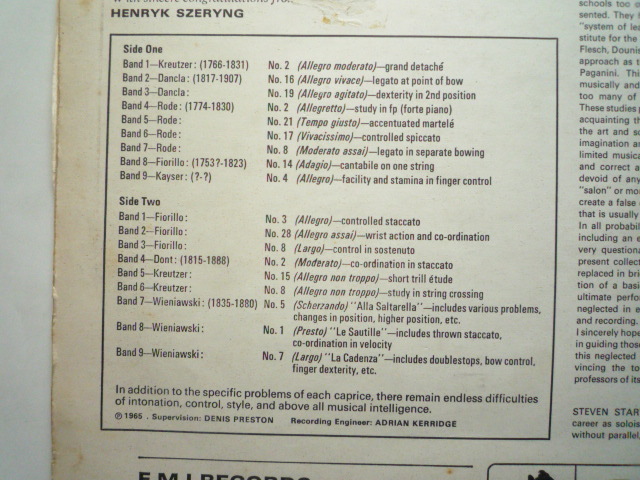 HENRYK SZERYNG
Side One
Band 1—Kreutzer: (1766-1831) No. 2 (Allegro moderato)—grand detaché
Band 2—Dancla: (1817-1907) No. 16 (Allegro vivace)—legato at point of bow
Band 3—Dancla: No. 19 (Allegro agitato)—dexterity in 2nd position
Band 4—Rode: (1774-1830) No. 2 (Allegretto)—study in fp (forte piano)
Band 5—Rode: No. 21 (Tempo giusto)—accentuated martelé
Band 6—Rode: No. 17 (Vivacissimo)—controlled spiccato
Band 7—Rode: No. 8 (Moderato assai)—legato in separate bowing
Band 8—Fiorillo: (1753?-1823) No. 14 (Adagio)—cantabile on one string
Band 9—Kayser: (?-?) No. 4 (Allegro)—facility and stamina in finger control
Side Two
Band 1—Fiorillo: No. 3 (Allegro)—controlled staccato
Band 2—Fiorillo: No. 28 (Allegro assai)—wrist action and co-ordination
Band 3—Fiorillo: No. 8 (Largo)—control in sostenuto
Band 4—Dont: (1815-1888) No. 2 (Moderato)—co-ordination in staccato
Band 5—Kreutzer: No. 15 (Allegro non troppo)—short trill étude
Band 6—Kreutzer: No. 8 (Allegro non troppo)—study in string crossing
Band 7—Wieniawski: (1835-1880) No. 5 (Scherzando) "Alla Saltarella"—includes various problems,
changes in position, higher position, etc.
Band 8—Wieniawski: No. 1 (Presto) "Le Sautille"—includes thrown staccato,
co-ordination in velocity
Band 9—Wieniawski: No. 7 (Largo) "La Cadenza"—includes doublestops, bow control,
finger dexterity, etc.
In addition to the specific problems of each caprice, there remain endless difficulties
of intonation, control, style, and above all musical intelligence.
℗ 1965 . Supervision: DENIS PRESTON Recording Engineer: ADRIAN KERRIDGE
schools too
sented. They
"system of
stitute for the
Flesch, Dounis
approach as
Paganini. Thi
musically and
too many of
These studies
acquainting
the art and
imagination
limited musica
and correct
devoid of any
"salon" or
create a false
that is usually
In all probabil
including an
very questiona
present collect
replaced in
tion of a basi
ultimate perfo
neglected in
and recording.
I sincerely hope
in guiding those
this neglected
vincing the to
professors of its
STEVEN STAR
career as solois
without parallel,
E.M.I RECORDS